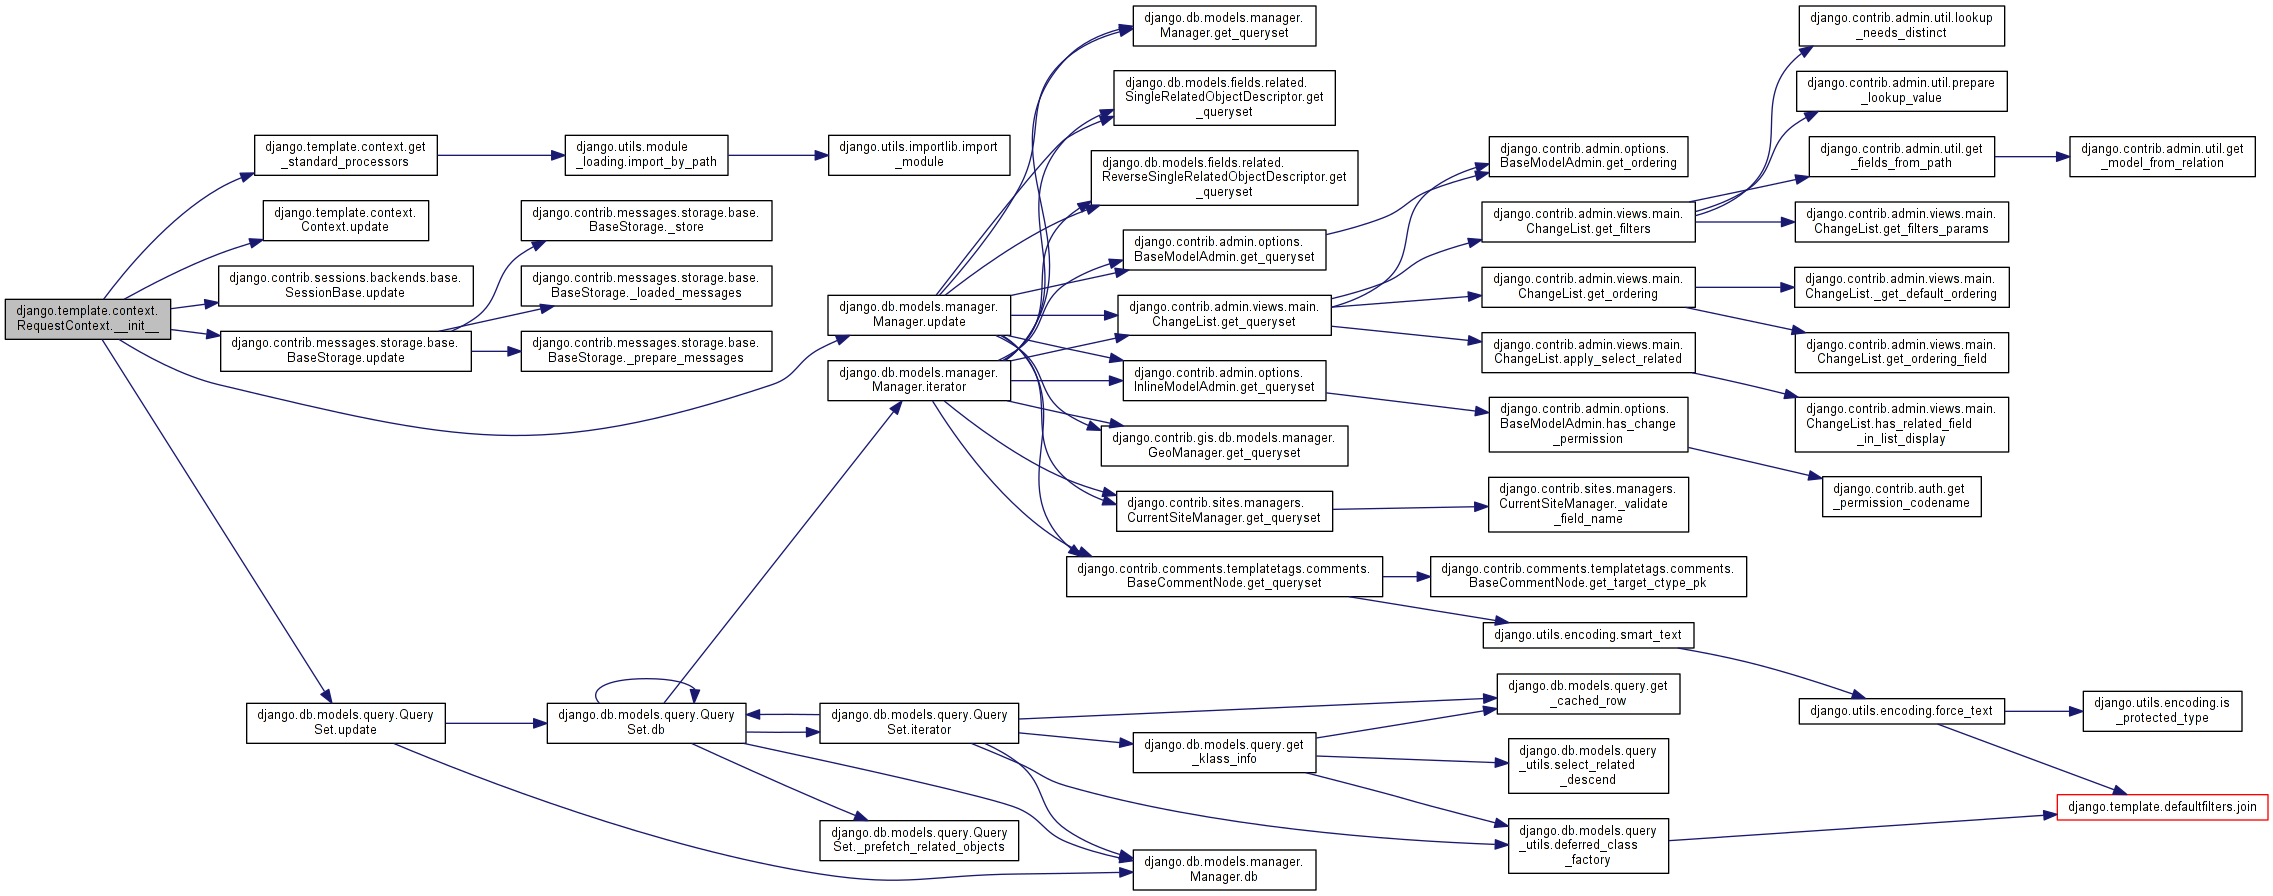 django.template.context.
RequestContext.__init__
django.template.context.get
_standard_processors
django.utils.module
_loading.import_by_path
django.utils.importlib.import
_module
django.template.context.
Context.update
django.contrib.sessions.backends.base.
SessionBase.update
django.contrib.messages.storage.base.
BaseStorage.update
django.contrib.messages.storage.base.
BaseStorage._store
django.contrib.messages.storage.base.
BaseStorage._loaded_messages
django.contrib.messages.storage.base.
BaseStorage._prepare_messages
django.db.models.manager.
Manager.update
django.db.models.manager.
Manager.iterator
django.db.models.manager.
Manager.get_queryset
django.db.models.fields.related.
SingleRelatedObjectDescriptor.get
_queryset
django.db.models.fields.related.
ReverseSingleRelatedObjectDescriptor.get
_queryset
django.contrib.admin.options.
BaseModelAdmin.get_queryset
django.contrib.admin.views.main.
ChangeList.get_queryset
django.contrib.admin.options.
InlineModelAdmin.get_queryset
django.contrib.gis.db.models.manager.
GeoManager.get_queryset
django.contrib.sites.managers.
CurrentSiteManager.get_queryset
django.contrib.comments.templatetags.comments.
BaseCommentNode.get_queryset
django.contrib.admin.options.
BaseModelAdmin.get_ordering
django.contrib.admin.views.main.
ChangeList.get_filters
django.contrib.admin.views.main.
ChangeList.get_ordering
django.contrib.admin.views.main.
ChangeList.apply_select_related
django.contrib.admin.options.
BaseModelAdmin.has_change
_permission
django.contrib.sites.managers.
CurrentSiteManager._validate
_field_name
django.contrib.comments.templatetags.comments.
BaseCommentNode.get_target_ctype_pk
django.utils.encoding.smart_text
django.contrib.admin.util.lookup
_needs_distinct
django.contrib.admin.util.prepare
_lookup_value
django.contrib.admin.util.get
_fields_from_path
django.contrib.admin.util.get
_model_from_relation
django.contrib.admin.views.main.
ChangeList.get_filters_params
django.contrib.admin.views.main.
ChangeList._get_default_ordering
django.contrib.admin.views.main.
ChangeList.get_ordering_field
django.contrib.admin.views.main.
ChangeList.has_related_field
_in_list_display
django.contrib.auth.get
_permission_codename
django.utils.encoding.force_text
django.utils.encoding.is
_protected_type
django.template.defaultfilters.join
django.db.models.query.Query
Set.update
django.db.models.query.Query
Set.db
django.db.models.query.Query
Set.iterator
django.db.models.query.Query
Set._prefetch_related_objects
django.db.models.query.get
_klass_info
django.db.models.manager.
Manager.db
django.db.models.query.get
_cached_row
django.db.models.query
_utils.select_related
_descend
django.db.models.query
_utils.deferred_class
_factory